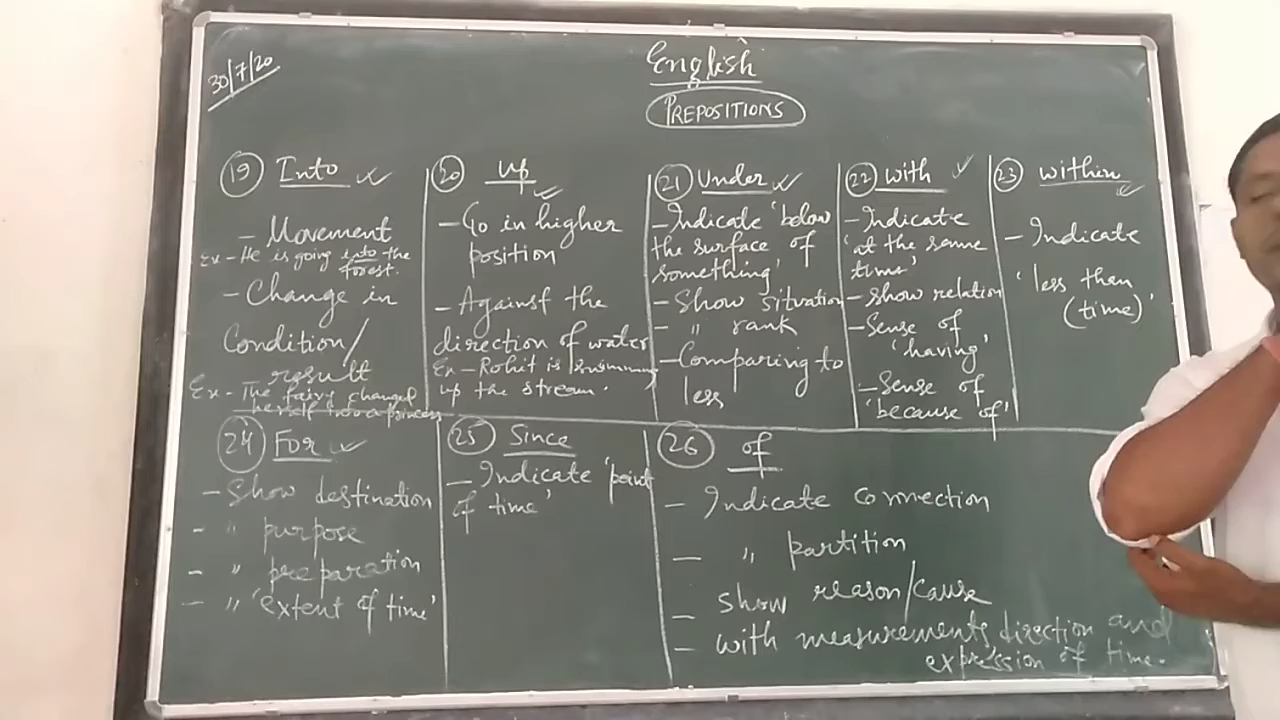 30/7/20
English
PREPOSITIONS
19 Into
- Movement
Ex - He is going into the
forest.
- Change in
Condition/
result
Ex - The fairy changed
herself into a princess
20 up
- Go in higher
position
- Against the
direction of water
Ex - Rohit is swimming
up the stream.
21 Under
- Indicate 'below
the surface of
something'
- Show situation
- " rank
- Comparing to
less
22 with
- Indicate
'at the same
time'
- show relation
- Sense of
'having'
- Sense of
'because of'
23 within
- Indicate
'less then
(time)'
24 For
- Show destination
- " purpose
- " preparation
- " 'extent of time'
25 Since
- Indicate 'point
of time'
26 of
- Indicate connection
- " partition
- show reason/cause
- with measurements, direction and
expression of time.